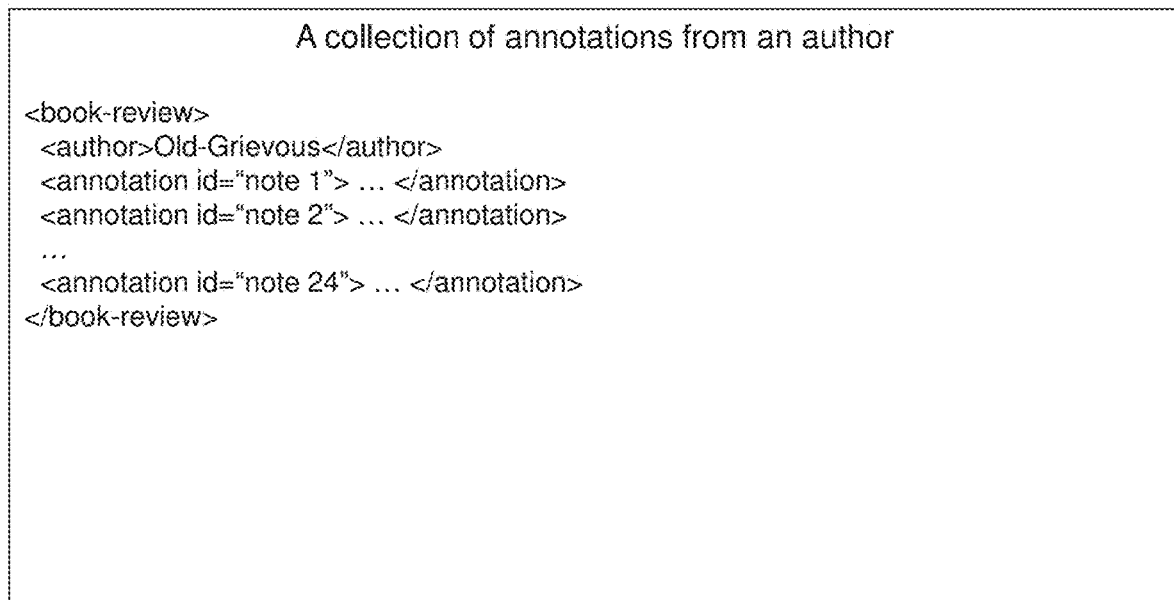 A collection of annotations from an author
<book-review>
<author>Old-Grievous</author>
<annotation id=“note 1”> ... </annotation>
<annotation id=“note 2”> ... </annotation>
...
<annotation id=“note 24”> ... </annotation>
</book-review>